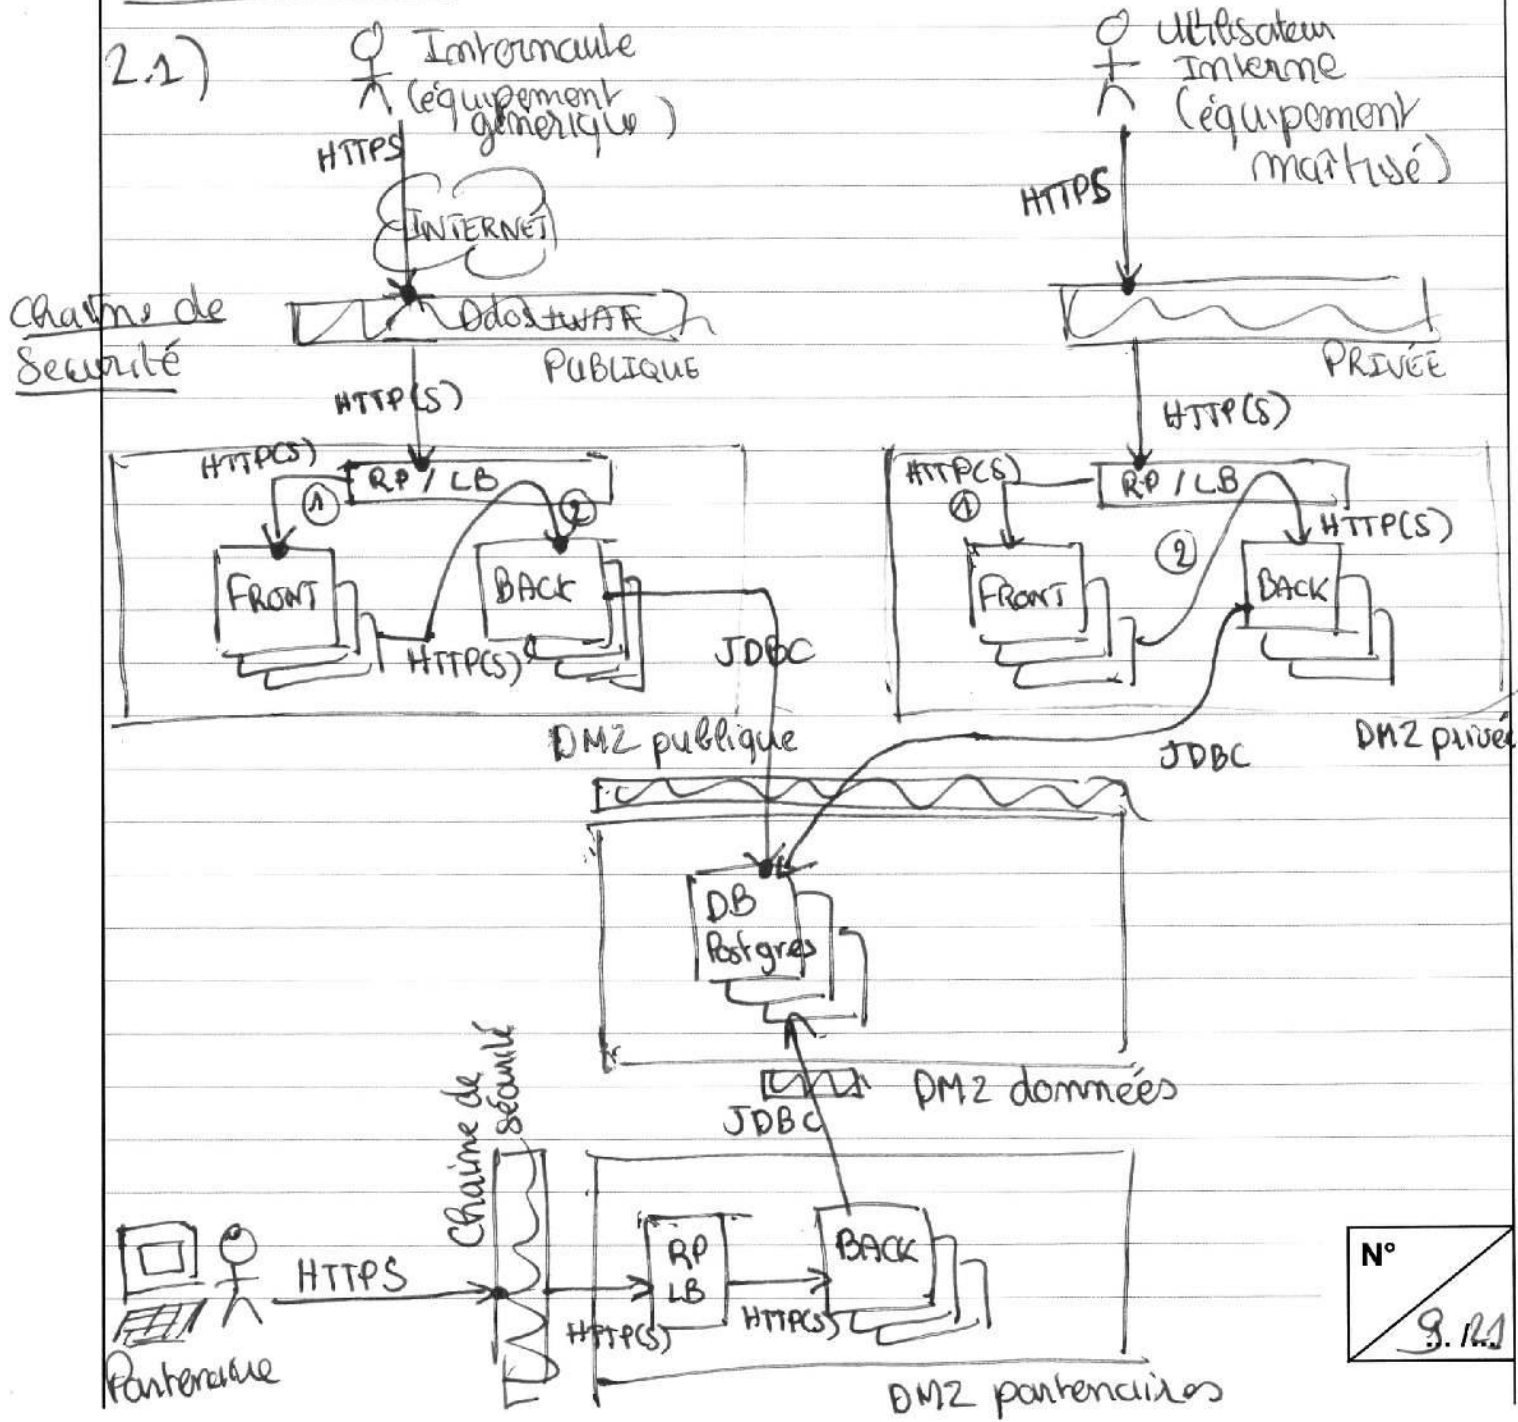 2.1)
Internaute
(équipement
générique)
Utilisateur
Interne
(équipement
maîtrisé)
HTTPS
HTTPS
INTERNET
Chaîne de
Sécurité
Ddos + WAF
PUBLIQUE
PRIVÉE
HTTP(S)
HTTP(S)
HTTP(S)
RP / LB
HTTP(S)
RP / LB
1
2
1
HTTP(S)
2
FRONT
BACK
FRONT
BACK
HTTP(S)
JDBC
DMZ publique
JDBC
DMZ privée
DB
Postgres
DMZ données
JDBC
Chaine de
sécurité
RP
LB
BACK
HTTPS
HTTP(S)
HTTP(S)
Partenaire
DMZ partenaires
N°
9 / 21